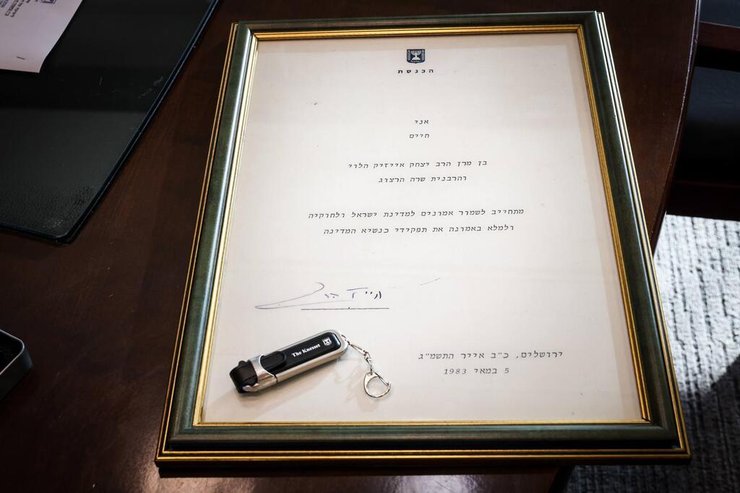 הכנסת
אני
חיים
בן מרן הרב יצחק אייזיק הלוי
והרבנית שרה הרצוג
מתחייב לשמור אמונים למדינת ישראל ולחוקיה
ולמלא באמונה את תפקידי כנשיא המדינה
The Knesset
ירושלים, כ"ב אייר התשמ"ג
5 במאי 1983